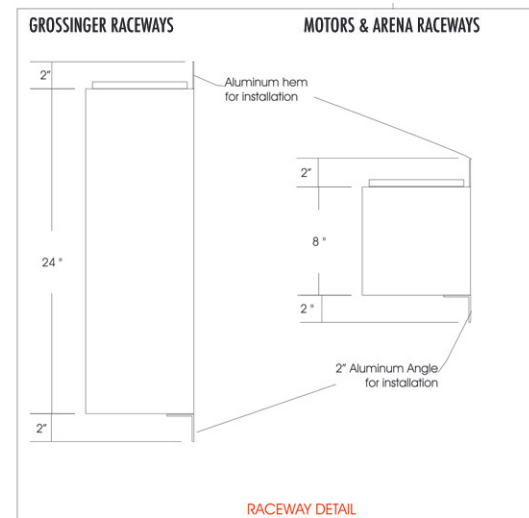 GROSSINGER RACEWAYS
MOTORS & ARENA RACEWAYS
2"
Aluminum hem
for installation
2"
24 "
8 "
2 "
2" Aluminum Angle
for installation
2"
RACEWAY DETAIL